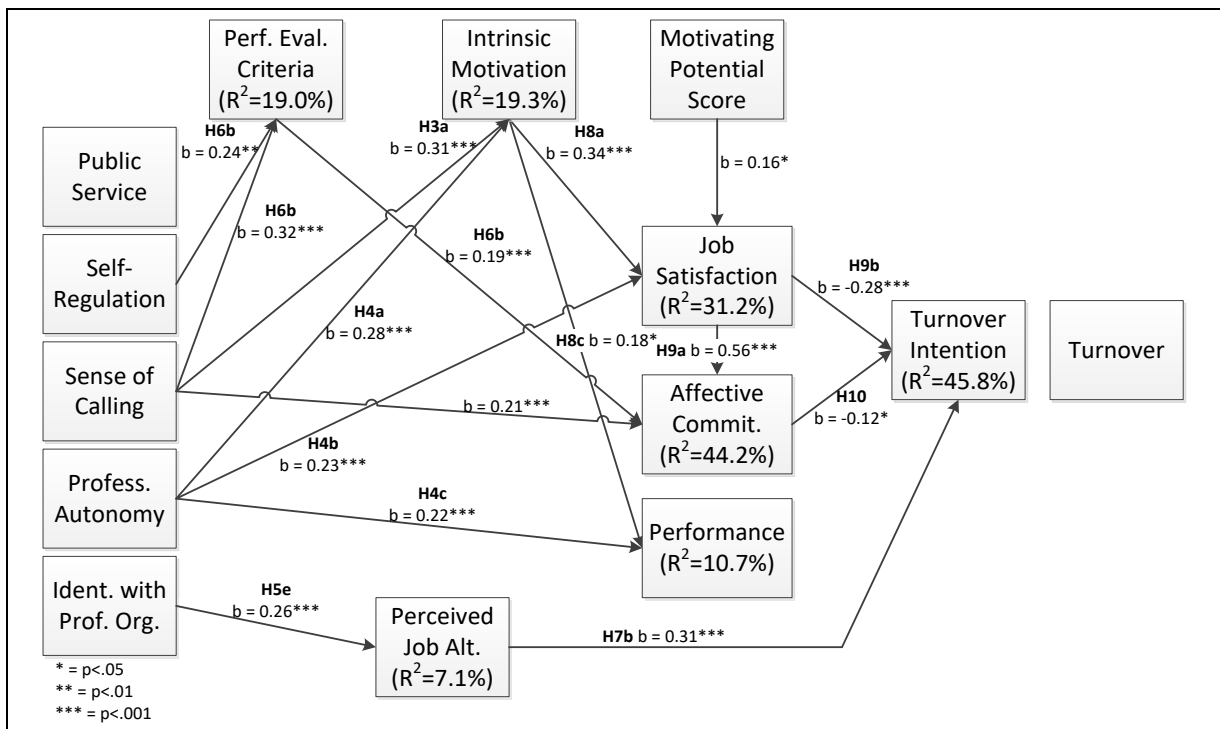 Perf. Eval.
Criteria
(R²=19.0%)
Intrinsic
Motivation
(R²=19.3%)
Motivating
Potential
Score
H6b
b = 0.24**
H3a
b = 0.31***
H8a
b = 0.34***
b = 0.16*
Public
Service
H6b
b = 0.32***
H6b
b = 0.19***
Self-
Regulation
Job
Satisfaction
(R²=31.2%)
H9b
b = -0.28***
H4a
b = 0.28***
H8c b = 0.18*
H9a b = 0.56***
Turnover
Intention
(R²=45.8%)
Turnover
Sense of
Calling
b = 0.21***
Affective
Commit.
(R²=44.2%)
H10
b = -0.12*
H4b
b = 0.23***
Profess.
Autonomy
H4c
b = 0.22***
Performance
(R²=10.7%)
Ident. with
Prof. Org.
H5e
b = 0.26***
Perceived
Job Alt.
(R²=7.1%)
H7b b = 0.31***
* = p<.05
** = p<.01
*** = p<.001